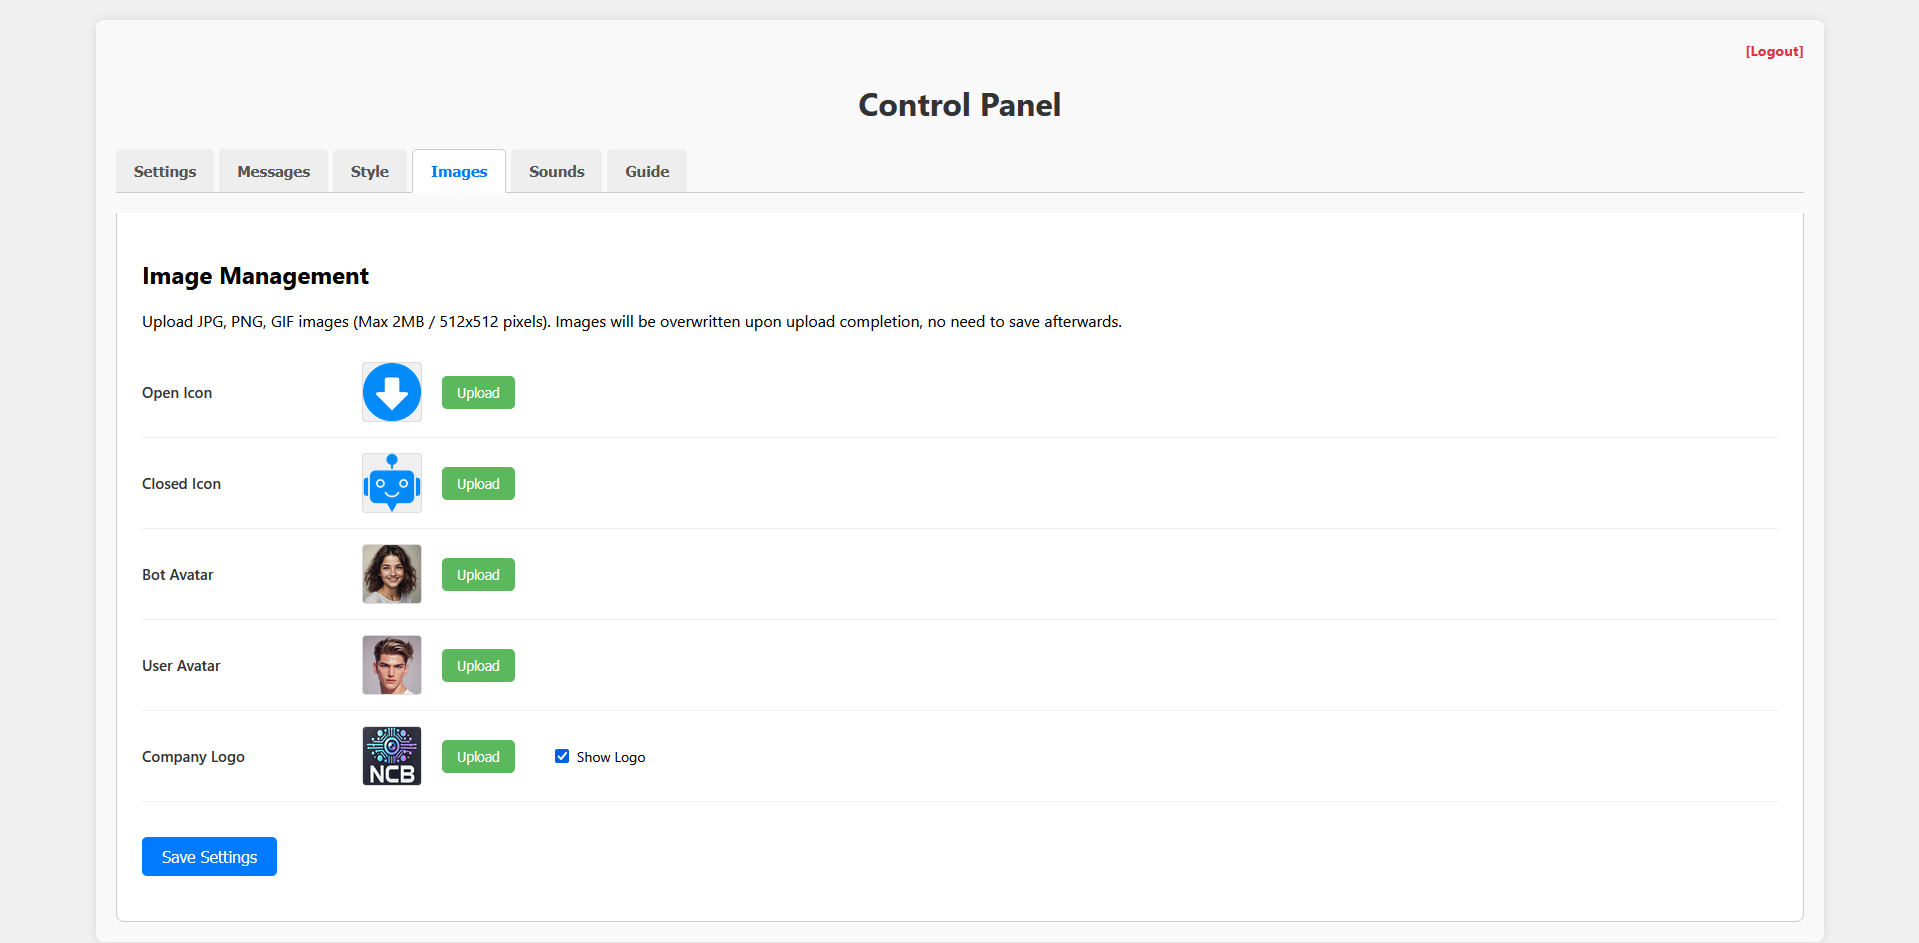 [Logout]
Control Panel
Settings Messages Style Images Sounds Guide
Image Management
Upload JPG, PNG, GIF images (Max 2MB / 512x512 pixels). Images will be overwritten upon upload completion, no need to save afterwards.
Open Icon Upload
Closed Icon Upload
Bot Avatar Upload
User Avatar Upload
Company Logo NCB Upload Show Logo
Save Settings